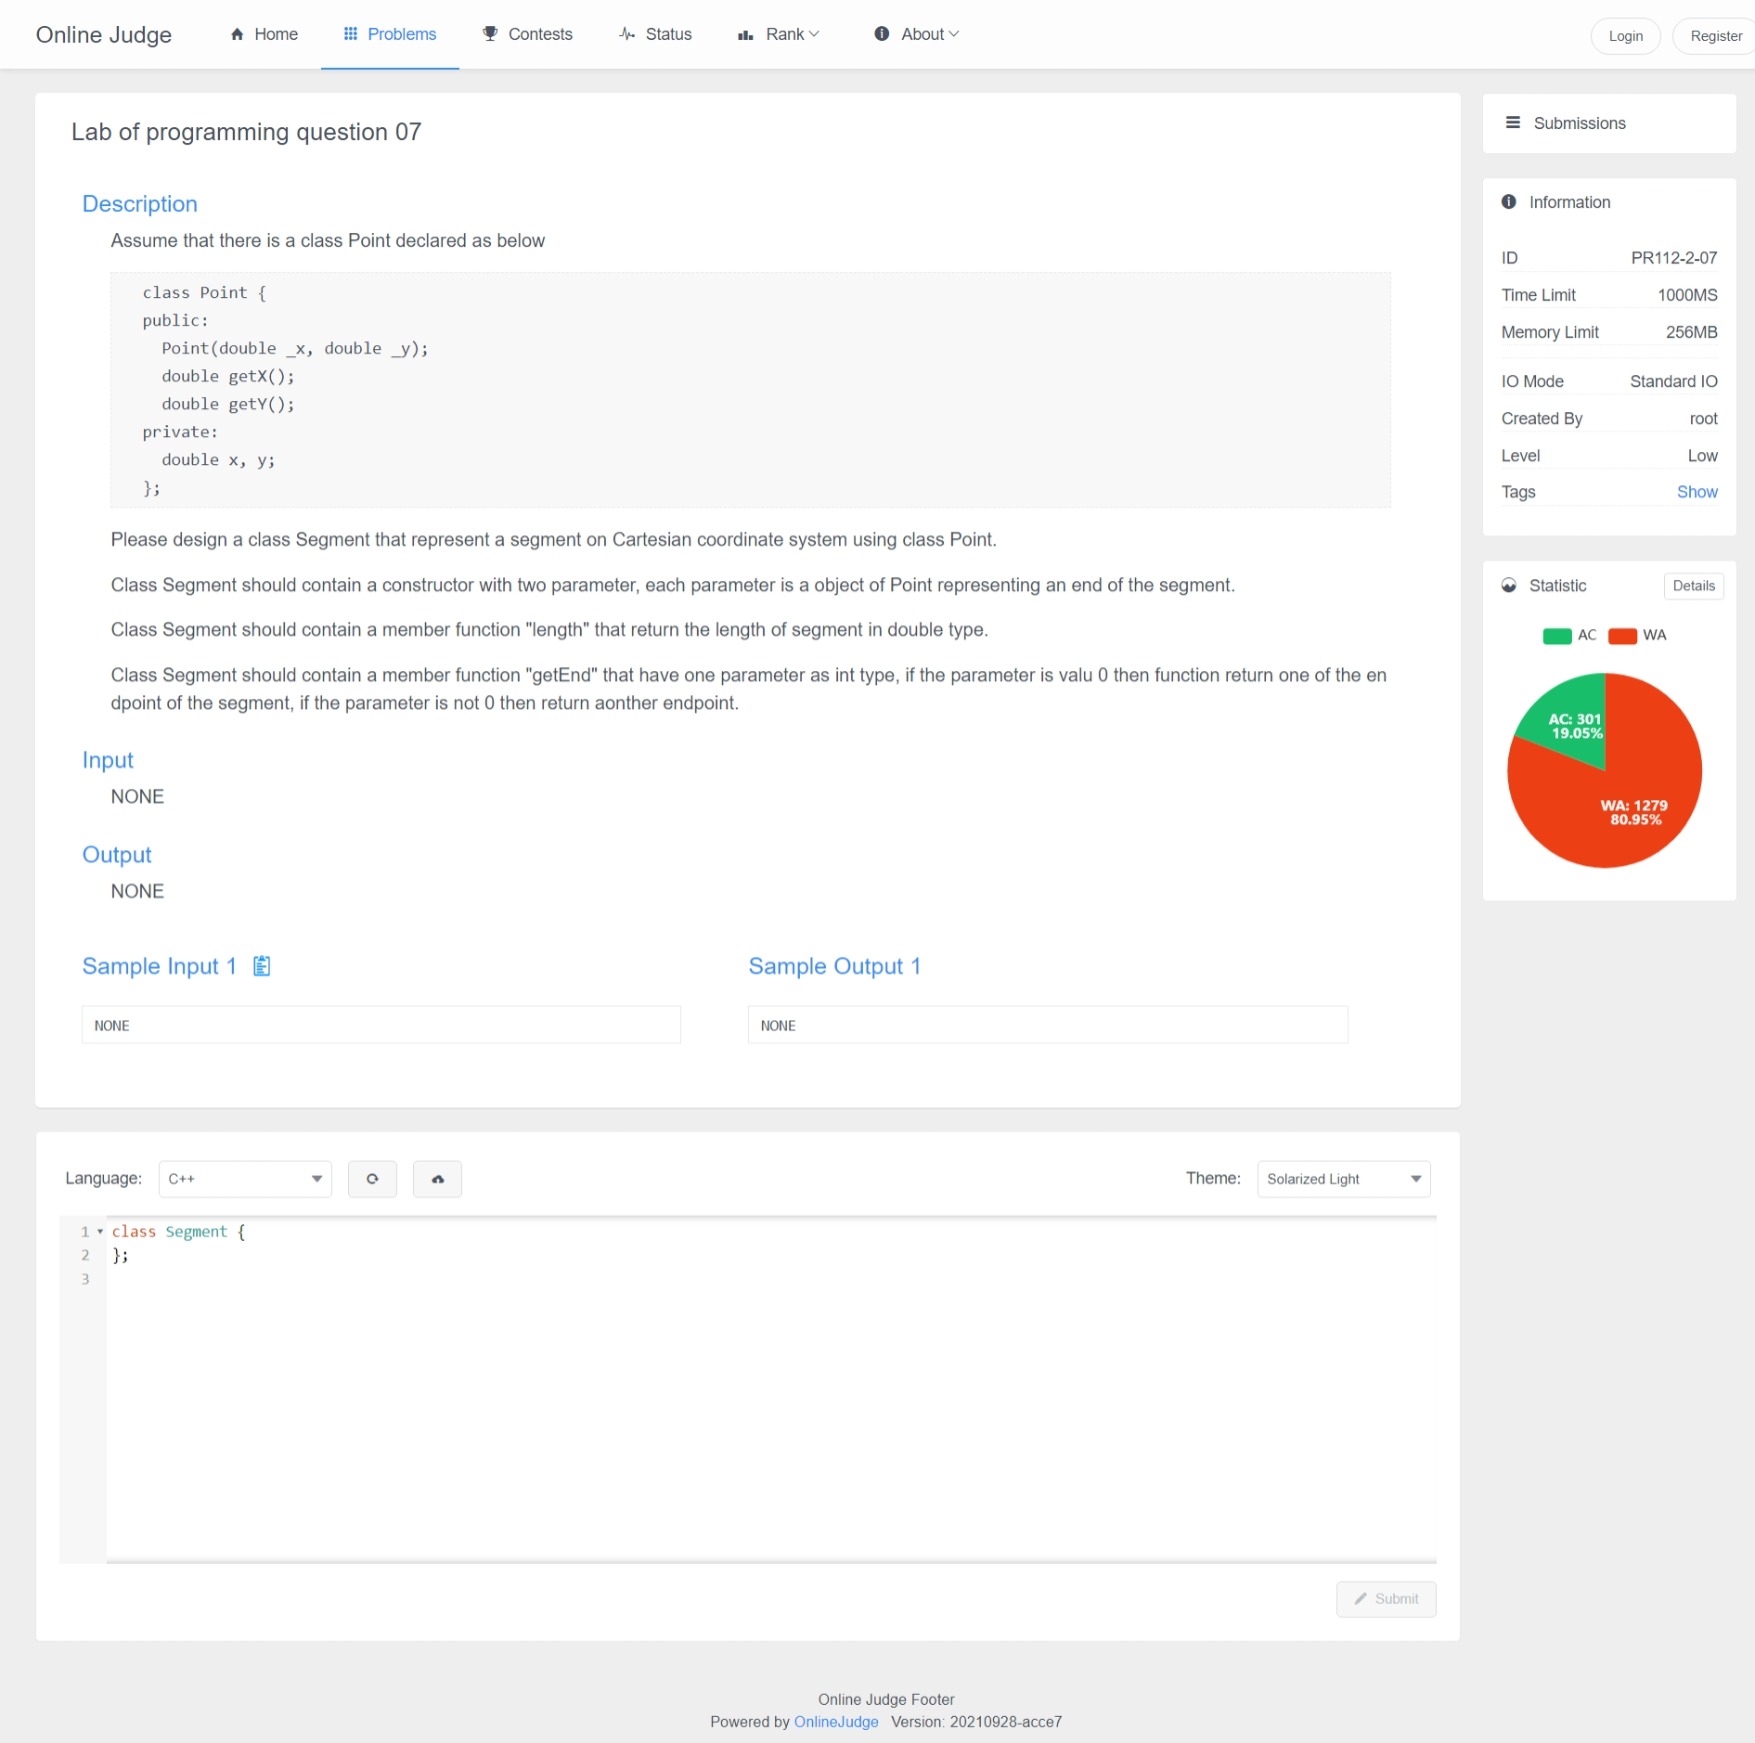 Online Judge
Home
Problems
Contests
Status
Rank
About
Login
Register
Lab of programming question 07
Description
Assume that there is a class Point declared as below
class Point {
public:
  Point(double _x, double _y);
  double getX();
  double getY();
private:
  double x, y;
};
Please design a class Segment that represent a segment on Cartesian coordinate system using class Point.
Class Segment should contain a constructor with two parameter, each parameter is a object of Point representing an end of the segment.
Class Segment should contain a member function "length" that return the length of segment in double type.
Class Segment should contain a member function "getEnd" that have one parameter as int type, if the parameter is valu 0 then function return one of the en
dpoint of the segment, if the parameter is not 0 then return aonther endpoint.
Input
NONE
Output
NONE
Sample Input 1
NONE
Sample Output 1
NONE
Submissions
Information
ID PR112-2-07
Time Limit 1000MS
Memory Limit 256MB
IO Mode Standard IO
Created By root
Level Low
Tags Show
Statistic Details
AC WA
AC: 301
19.05%
WA: 1279
80.95%
Language: C++
Theme: Solarized Light
1 class Segment {
2 };
3
Submit
Online Judge Footer
Powered by OnlineJudge Version: 20210928-acce7